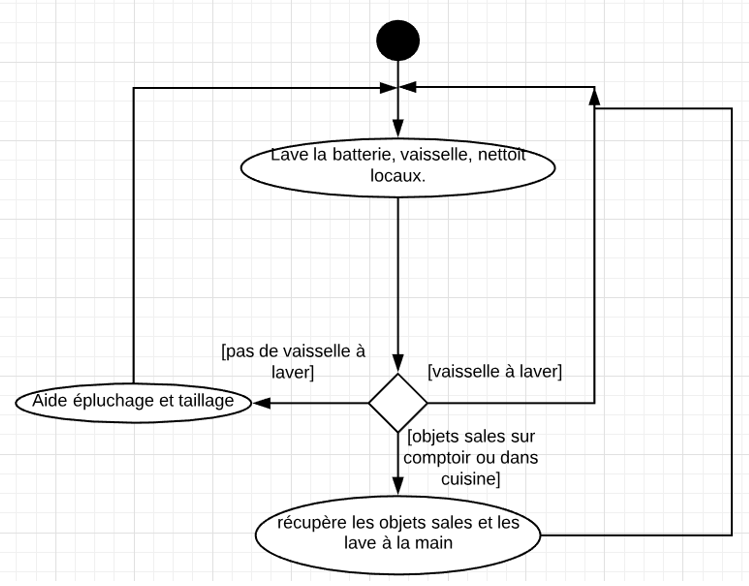 Lave la batterie, vaisselle, nettoît
locaux.
[pas de vaisselle à
laver]
[vaisselle à laver]
Aide épluchage et taillage
[objets sales sur
comptoir ou dans
cuisine]
récupère les objets sales et les
lave à la main